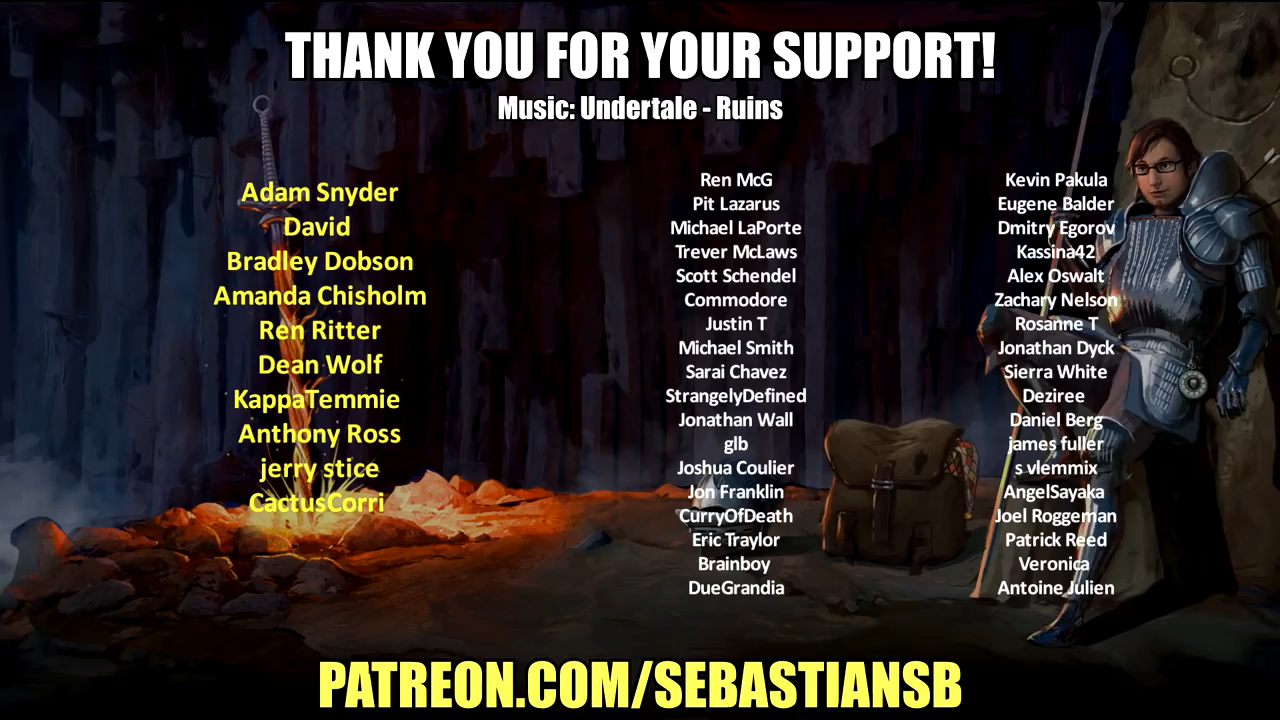 THANK YOU FOR YOUR SUPPORT!
Music: Undertale - Ruins
Adam Snyder
David
Bradley Dobson
Amanda Chisholm
Ren Ritter
Dean Wolf
KappaTemmie
Anthony Ross
jerry stice
CactusCorri
Ren McG
Pit Lazarus
Michael LaPorte
Trever McLaws
Scott Schendel
Commodore
Justin T
Michael Smith
Sarai Chavez
StrangelyDefined
Jonathan Wall
glb
Joshua Coulier
Jon Franklin
CurryOfDeath
Eric Traylor
Brainboy
DueGrandia
Kevin Pakula
Eugene Balder
Dmitry Egorov
Kassina42
Alex Oswalt
Zachary Nelson
Rosanne T
Jonathan Dyck
Sierra White
Deziree
Daniel Berg
james fuller
s vlemmix
AngelSayaka
Joel Roggeman
Patrick Reed
Veronica
Antoine Julien
PATREON.COM/SEBASTIANSB